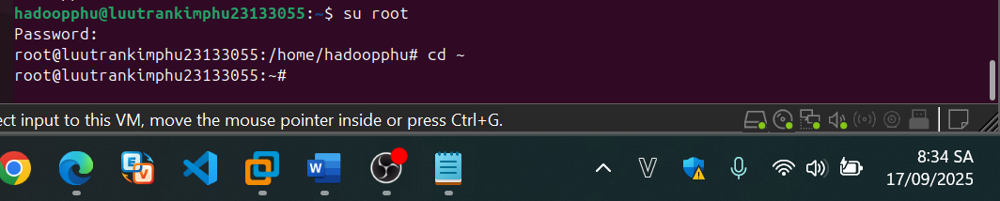 hadoopphu@luutrankimphu23133055:~$ su root
Password:
root@luutrankimphu23133055:/home/hadoopphu# cd ~
root@luutrankimphu23133055:~#
ect input to this VM, move the mouse pointer inside or press Ctrl+G.
8:34 SA
17/09/2025